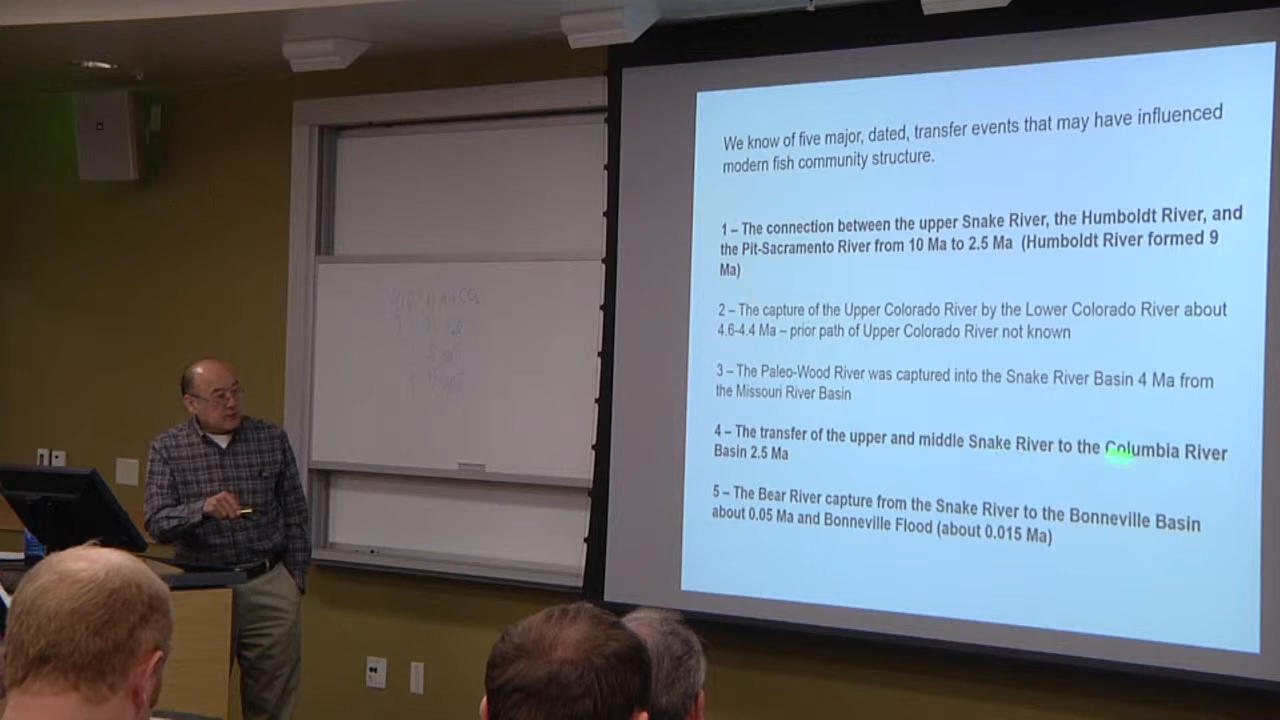 We know of five major, dated, transfer events that may have influenced
modern fish community structure.
1 – The connection between the upper Snake River, the Humboldt River, and
the Pit-Sacramento River from 10 Ma to 2.5 Ma (Humboldt River formed 9
Ma)
2 – The capture of the Upper Colorado River by the Lower Colorado River about
4.6-4.4 Ma – prior path of Upper Colorado River not known
3 – The Paleo-Wood River was captured into the Snake River Basin 4 Ma from
the Missouri River Basin
4 – The transfer of the upper and middle Snake River to the Columbia River
Basin 2.5 Ma
5 – The Bear River capture from the Snake River to the Bonneville Basin
about 0.05 Ma and Bonneville Flood (about 0.015 Ma)